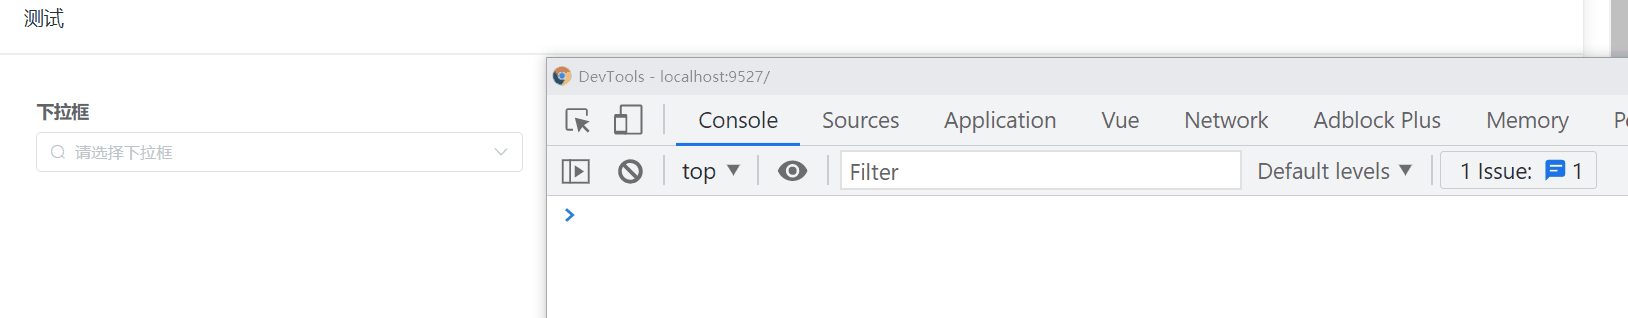 测试
下拉框
请选择下拉框
DevTools - localhost:9527/
Console Sources Application Vue Network Adblock Plus Memory
top Filter Default levels 1 Issue: 1